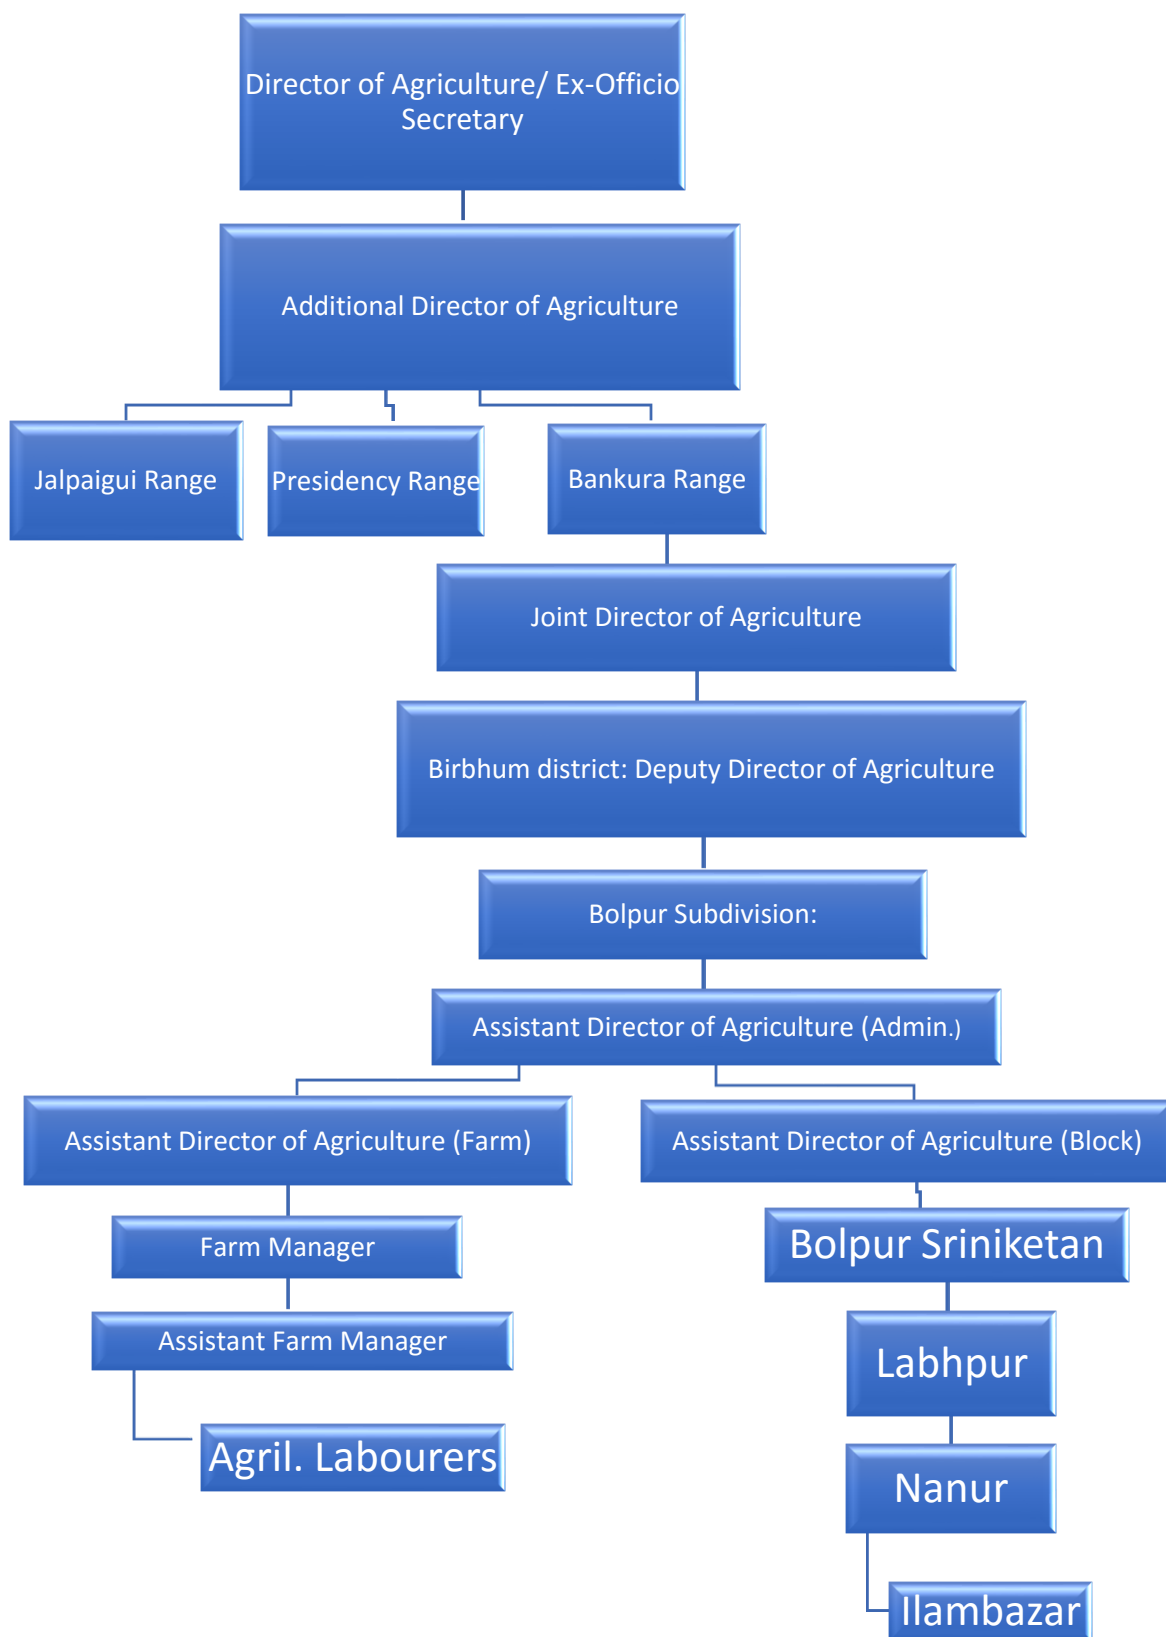 Director of Agriculture/ Ex-Officio
Secretary
Additional Director of Agriculture
Jalpaigui Range
Presidency Range
Bankura Range
Joint Director of Agriculture
Birbhum district: Deputy Director of Agriculture
Bolpur Subdivision:
Assistant Director of Agriculture (Admin.)
Assistant Director of Agriculture (Farm)
Assistant Director of Agriculture (Block)
Farm Manager
Bolpur Sriniketan
Assistant Farm Manager
Labhpur
Agril. Labourers
Nanur
Ilambazar